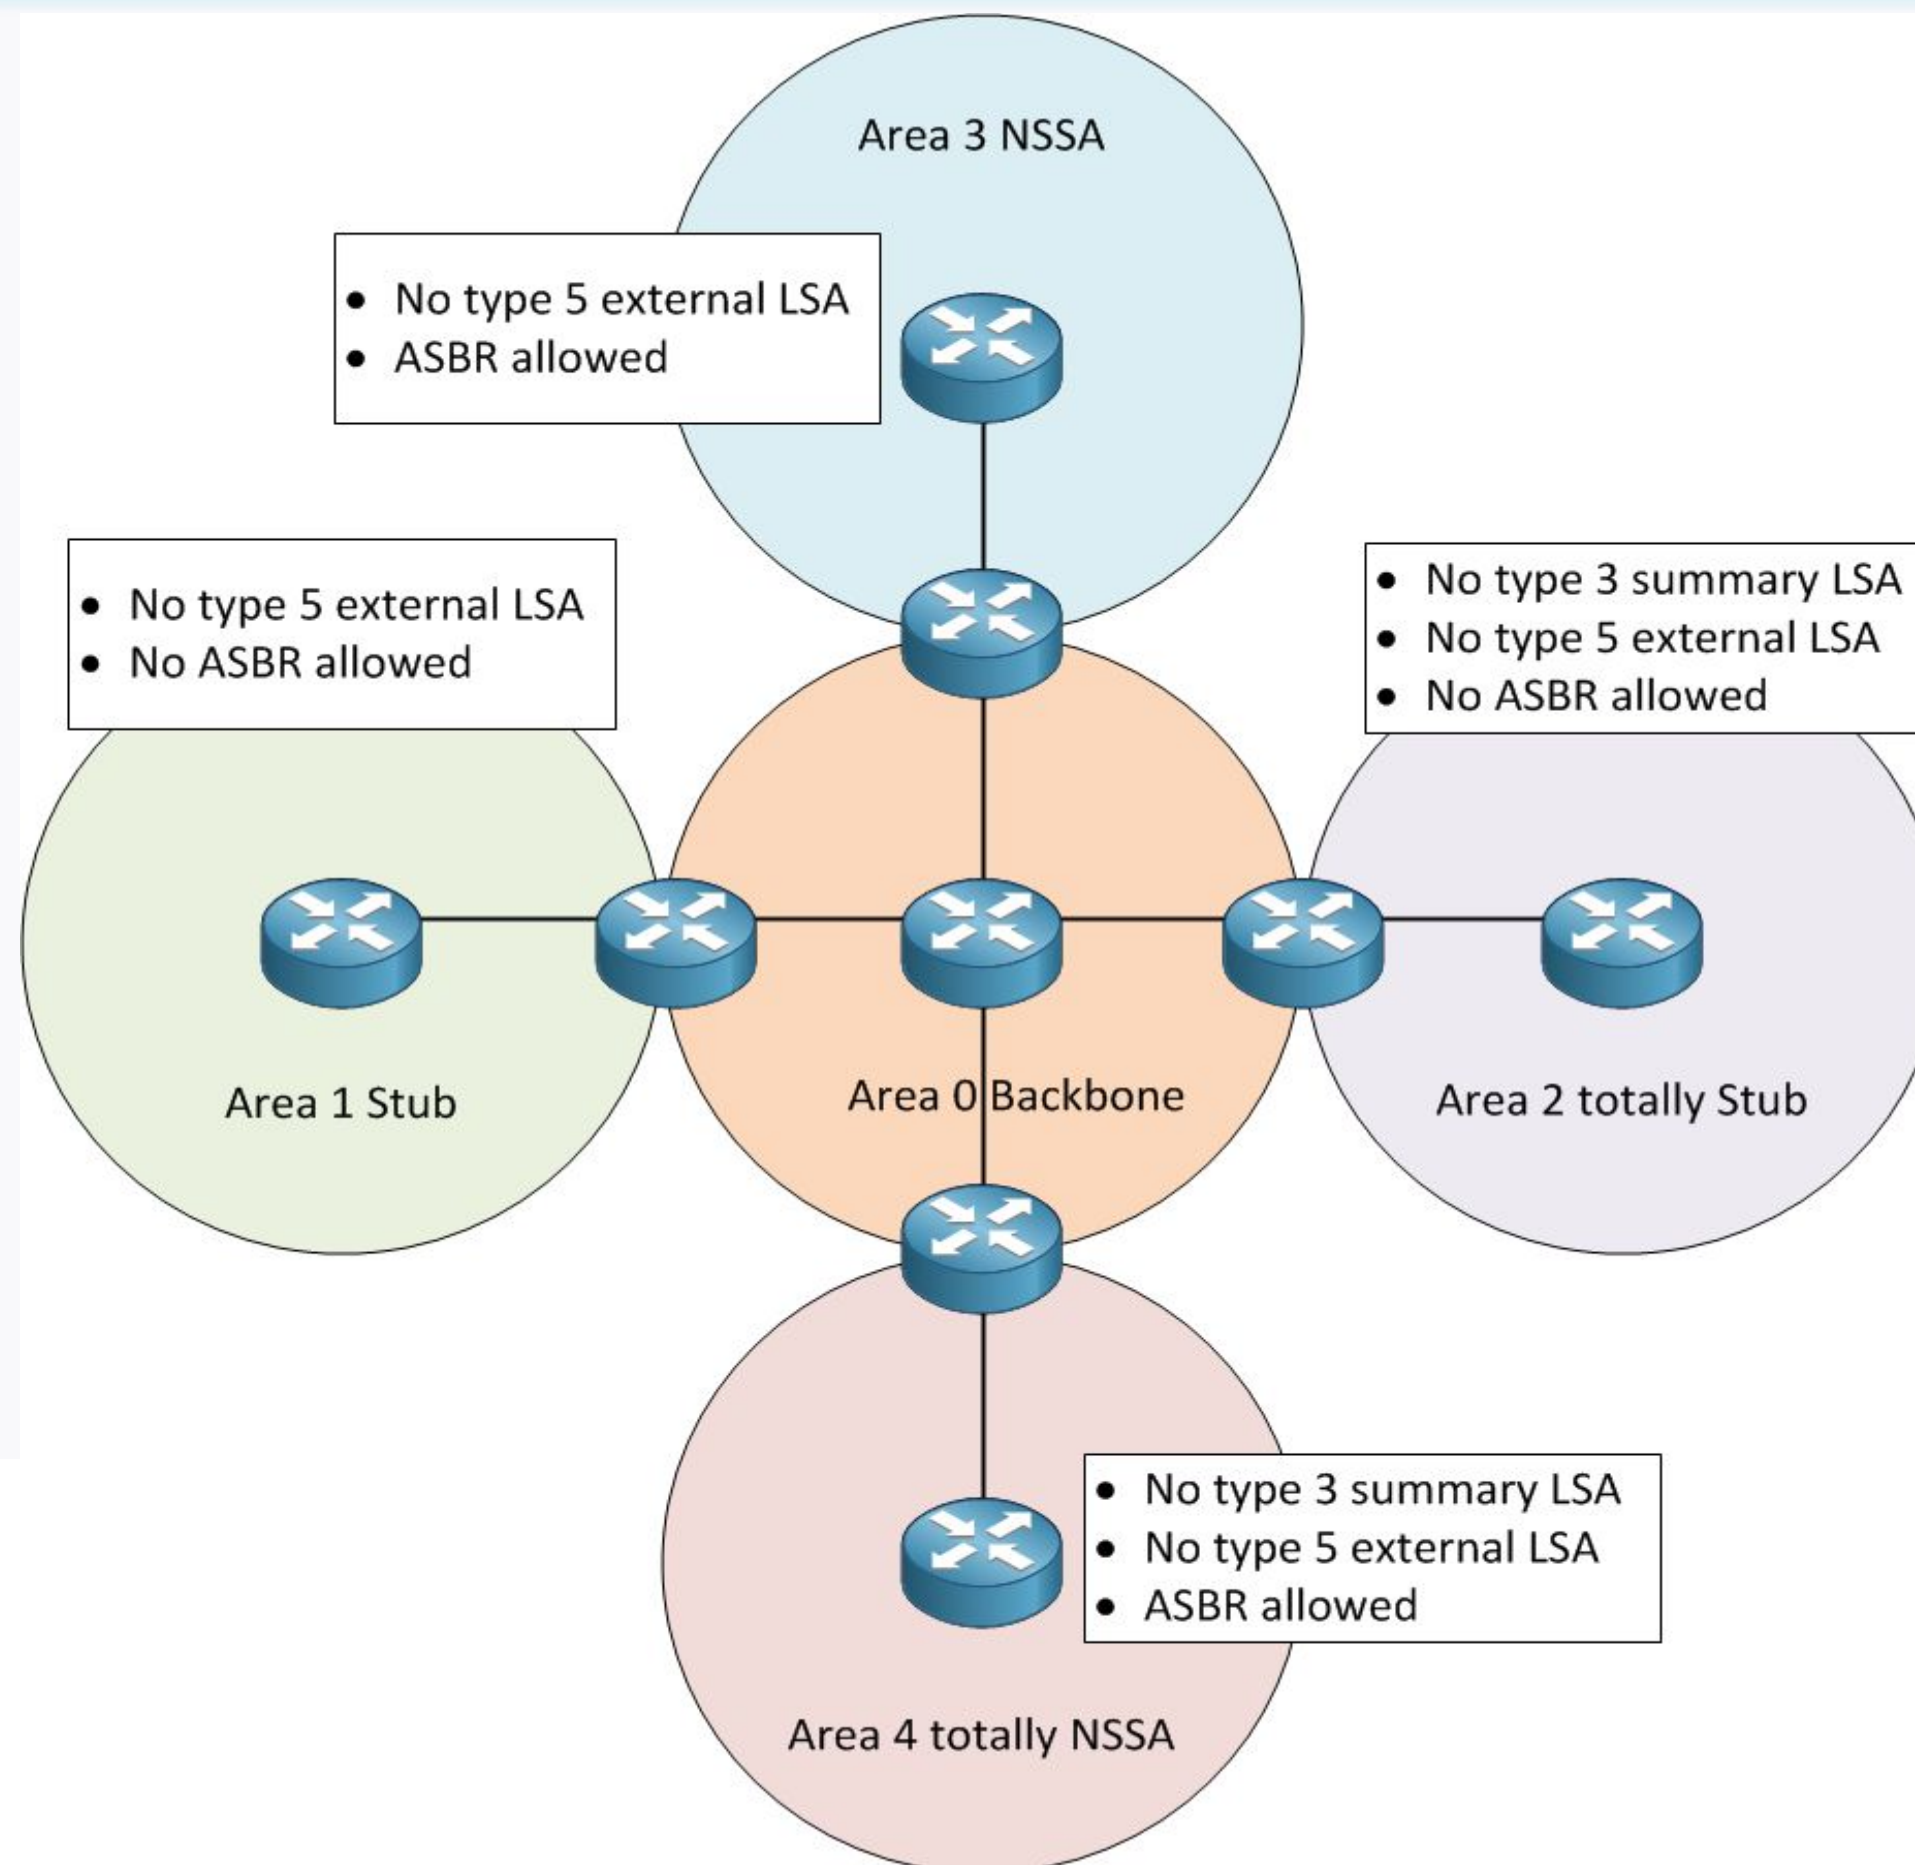 Area 3 NSSA
• No type 5 external LSA
• ASBR allowed
• No type 5 external LSA
• No ASBR allowed
• No type 3 summary LSA
• No type 5 external LSA
• No ASBR allowed
Area 1 Stub
Area 0 Backbone
Area 2 totally Stub
• No type 3 summary LSA
• No type 5 external LSA
• ASBR allowed
Area 4 totally NSSA